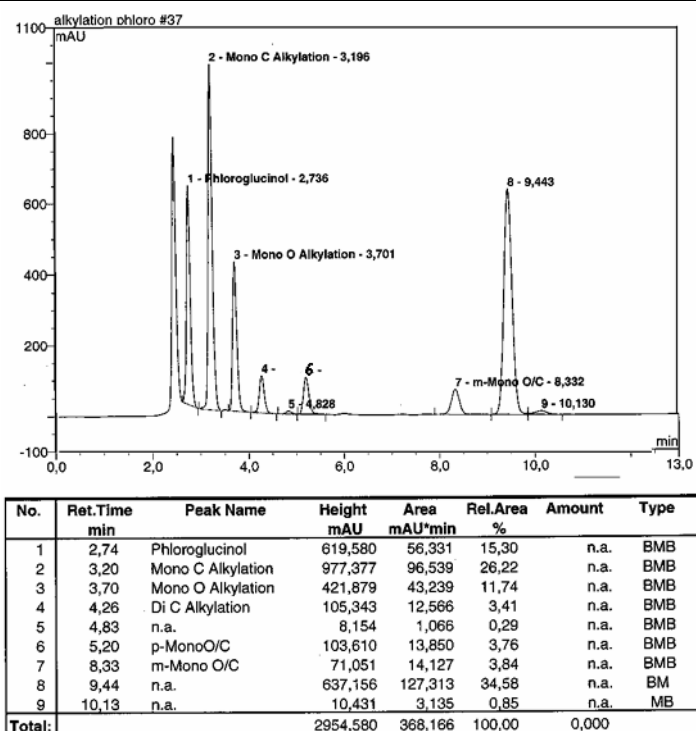 alkylation phloro #37
1100
mAU
2 - Mono C Alkylation - 3,196
800
1 - Phloroglucinol - 2,736
8 - 9,443
600
3 - Mono O Alkylation - 3,701
400
200
4 -
6 -
7 - m-Mono O/C - 8,332
5 - 4,828
9 - 10,130
min
-100
0,0 2,0 4,0 6,0 8,0 10,0 13,0
No. Ret.Time Peak Name Height Area Rel.Area Amount Type
min mAU mAU*min %
1 2,74 Phloroglucinol 619,580 56,331 15,30 n.a. BMB
2 3,20 Mono C Alkylation 977,377 96,539 26,22 n.a. BMB
3 3,70 Mono O Alkylation 421,879 43,239 11,74 n.a. BMB
4 4,26 Di C Alkylation 105,343 12,566 3,41 n.a. BMB
5 4,83 n.a. 8,154 1,066 0,29 n.a. BMB
6 5,20 p-MonoO/C 103,610 13,850 3,76 n.a. BMB
7 8,33 m-Mono O/C 71,051 14,127 3,84 n.a. BMB
8 9,44 n.a. 637,156 127,313 34,58 n.a. BM
9 10,13 n.a. 10,431 3,135 0,85 n.a. MB
Total: 2954,580 368,166 100,00 0,000